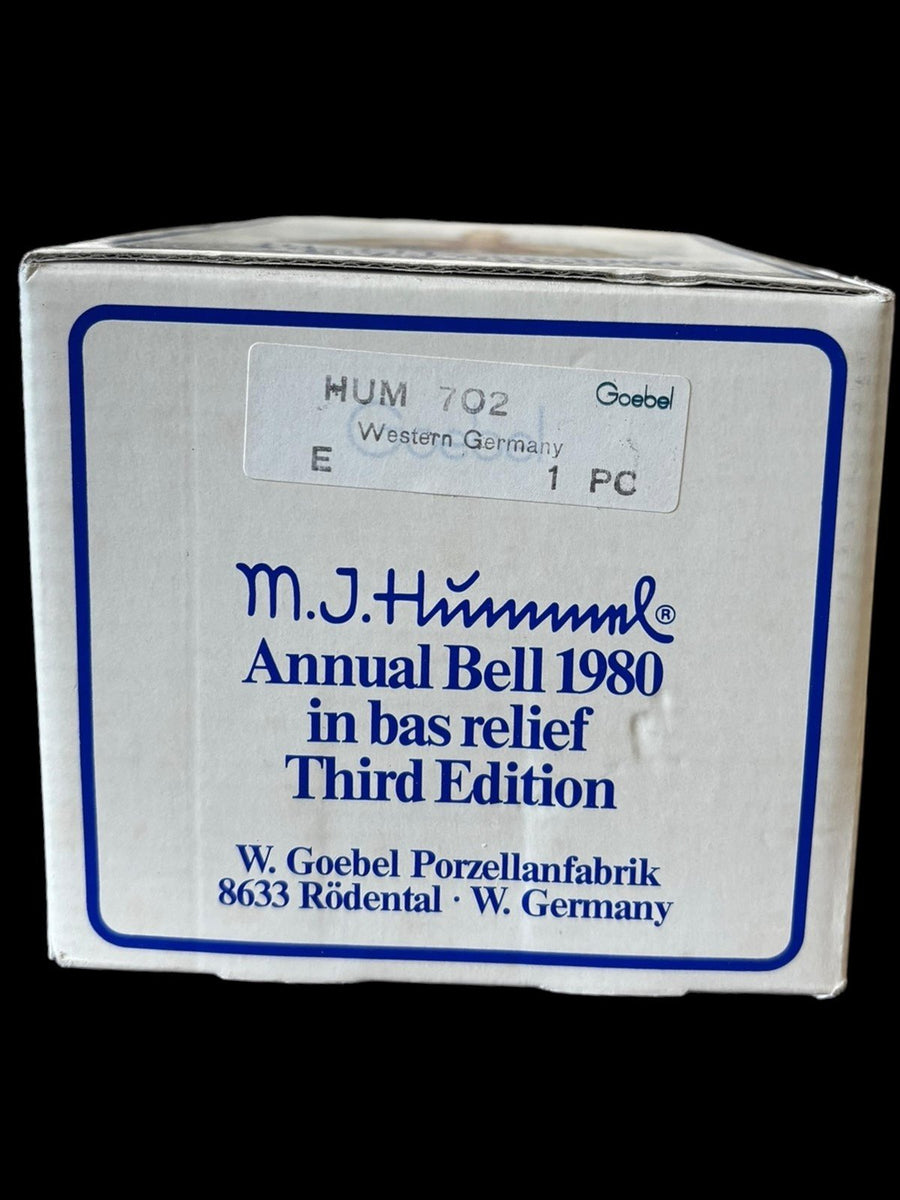 HUM 702 Goebel
Western Germany
E 1 PC
M.J.Hummel®
Annual Bell 1980
in bas relief
Third Edition
W. Goebel Porzellanfabrik
8633 Rödental · W. Germany